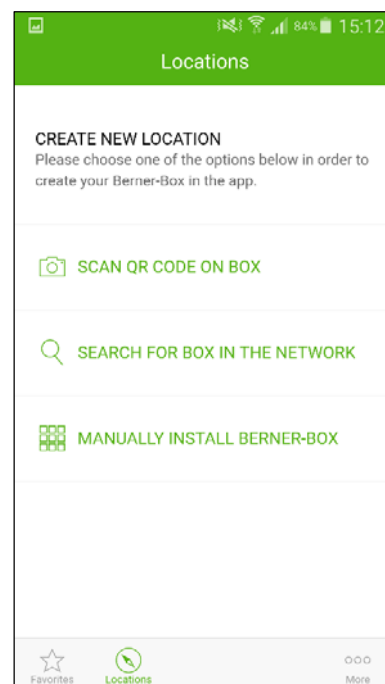 84% 15:12
Locations
CREATE NEW LOCATION
Please choose one of the options below in order to
create your Berner-Box in the app.
SCAN QR CODE ON BOX
SEARCH FOR BOX IN THE NETWORK
MANUALLY INSTALL BERNER-BOX
Favorites Locations More